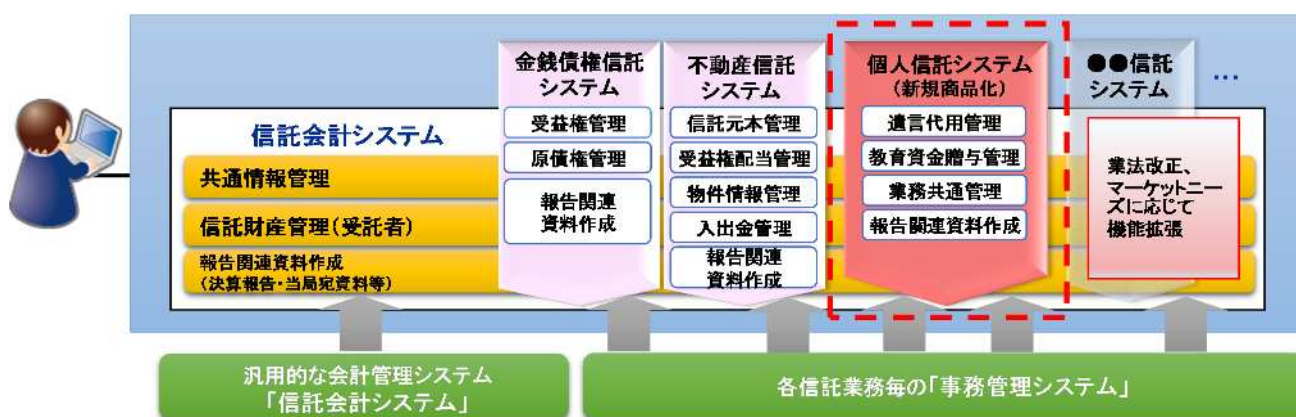 金銭債権信託
システム
受益権管理
原債権管理
報告関連
資料作成
不動産信託
システム
信託元本管理
受益権配当管理
物件情報管理
入出金管理
報告関連
資料作成
個人信託システム
(新規商品化)
遺言代用管理
教育資金贈与管理
業務共通管理
報告関連資料作成
●●信託
システム
…
業法改正、
マーケットニー
ズに応じて
機能拡張
信託会計システム
共通情報管理
信託財産管理(受託者)
報告関連資料作成
(決算報告・当局宛資料等)
汎用的な会計管理システム
「信託会計システム」
各信託業務毎の「事務管理システム」